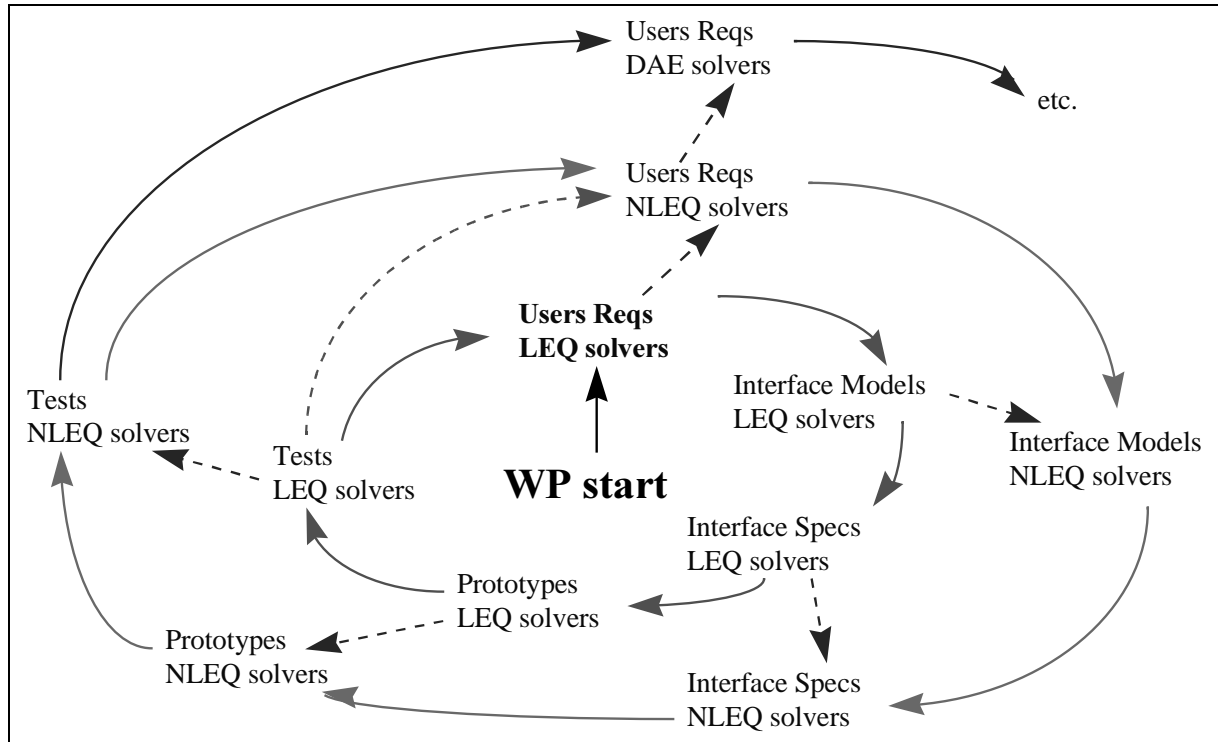 Users Reqs
DAE solvers
etc.
Users Reqs
NLEQ solvers
Users Reqs
LEQ solvers
Interface Models
LEQ solvers
Tests
NLEQ solvers
Interface Models
NLEQ solvers
Tests
LEQ solvers
WP start
Interface Specs
LEQ solvers
Prototypes
LEQ solvers
Prototypes
NLEQ solvers
Interface Specs
NLEQ solvers